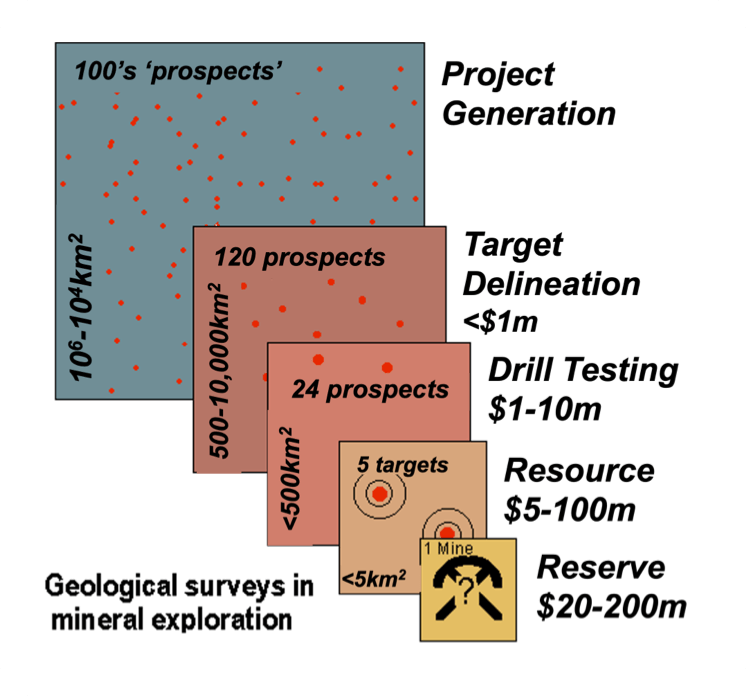 100's 'prospects'
Project
Generation
10⁶-10⁴km²
120 prospects
Target
Delineation
<$1m
500-10,000km²
24 prospects
Drill Testing
$1-10m
<500km²
5 targets
Resource
$5-100m
<5km²
1 Mine
?
Reserve
$20-200m
Geological surveys in
mineral exploration